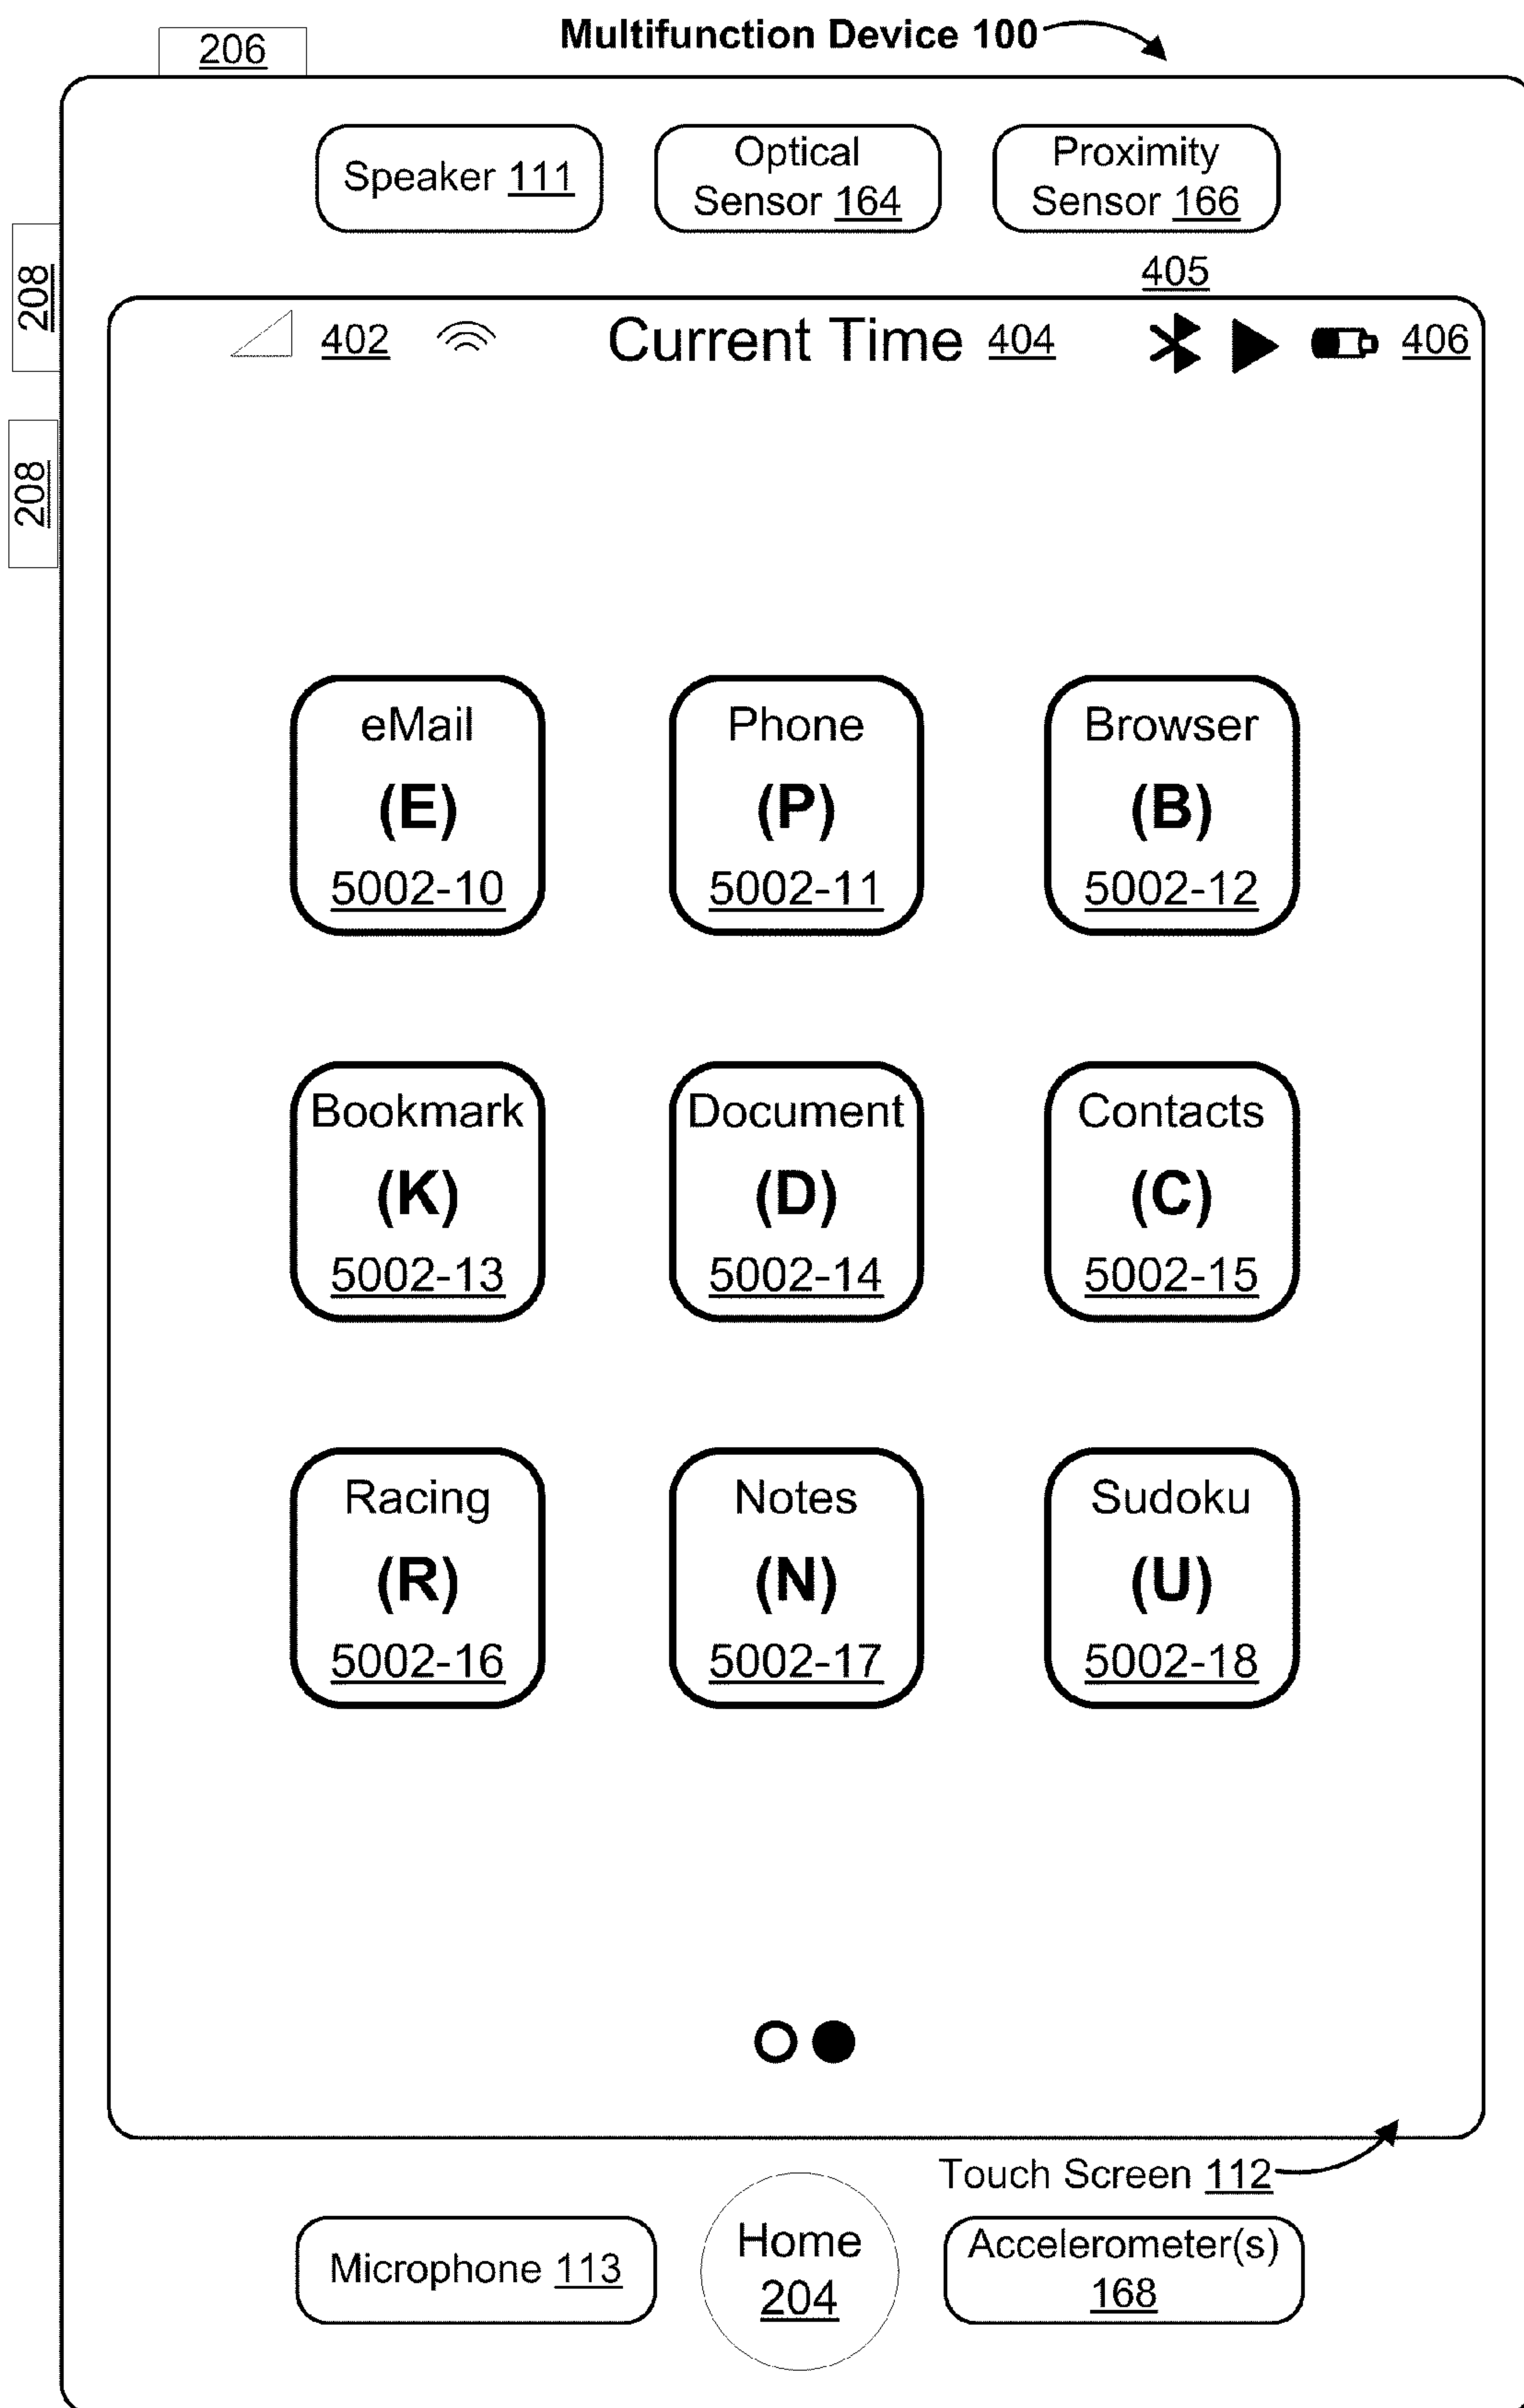 Multifunction Device 100
206
Speaker 111
Optical
Sensor 164
Proximity
Sensor 166
208
208
405
402
Current Time 404
406
eMail
(E)
5002-10
Phone
(P)
5002-11
Browser
(B)
5002-12
Bookmark
(K)
5002-13
Document
(D)
5002-14
Contacts
(C)
5002-15
Racing
(R)
5002-16
Notes
(N)
5002-17
Sudoku
(U)
5002-18
Touch Screen 112
Microphone 113
Home
204
Accelerometer(s)
168